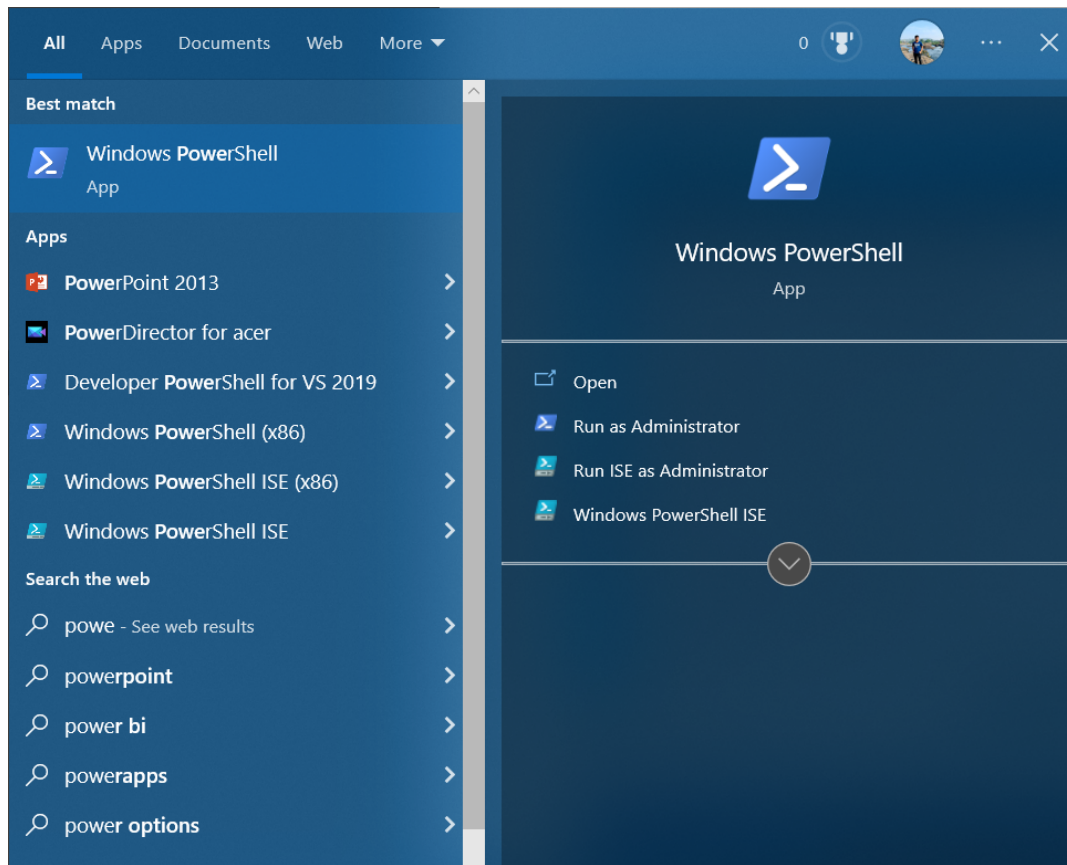 All Apps Documents Web More 0
Best match
Windows PowerShell
App
Apps
PowerPoint 2013
PowerDirector for acer
Developer PowerShell for VS 2019
Windows PowerShell (x86)
Windows PowerShell ISE (x86)
Windows PowerShell ISE
Search the web
powe - See web results
powerpoint
power bi
powerapps
power options
Windows PowerShell
App
Open
Run as Administrator
Run ISE as Administrator
Windows PowerShell ISE